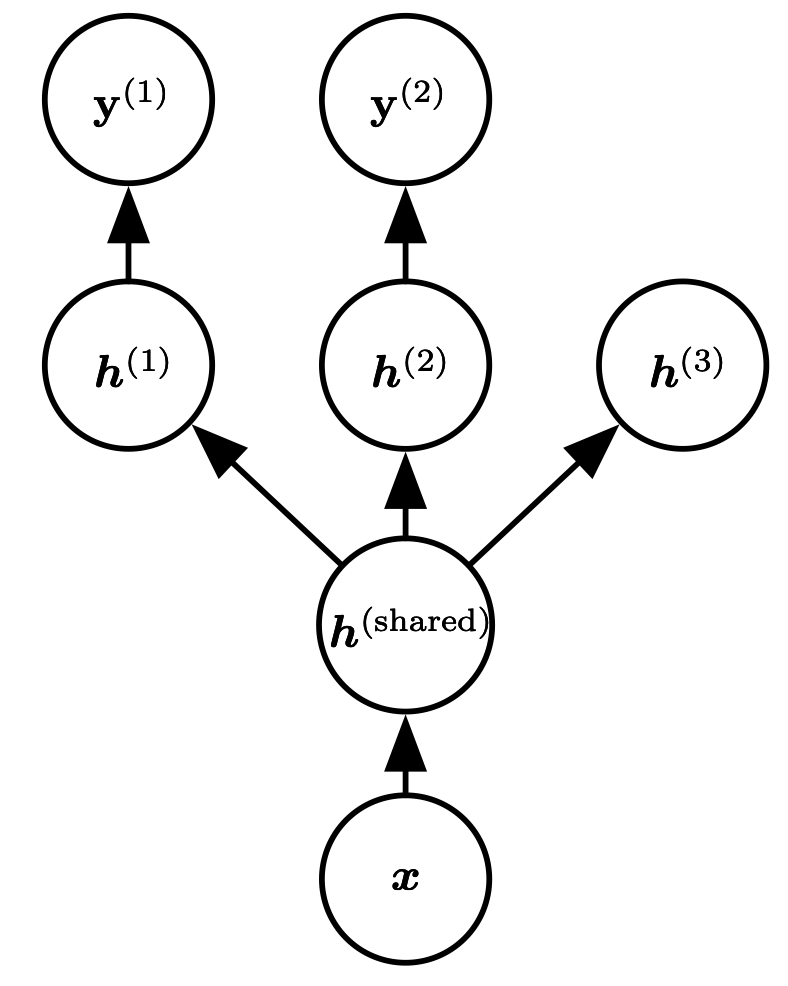 y(1) y(2)
h(1) h(2) h(3)
h(shared)
x